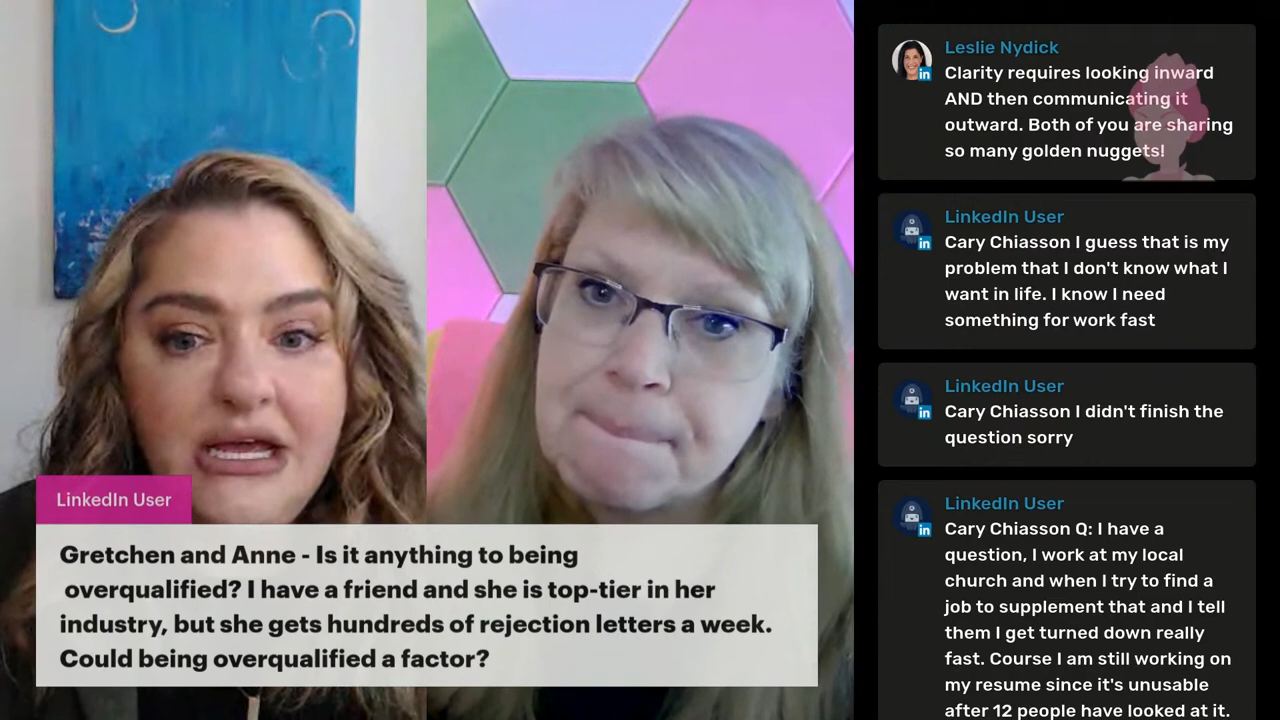 LinkedIn User
Gretchen and Anne - Is it anything to being
overqualified? I have a friend and she is top-tier in her
industry, but she gets hundreds of rejection letters a week.
Could being overqualified a factor?
Leslie Nydick
in
Clarity requires looking inward
AND then communicating it
outward. Both of you are sharing
so many golden nuggets!
LinkedIn User
in
Cary Chiasson I guess that is my
problem that I don't know what I
want in life. I know I need
something for work fast
LinkedIn User
in
Cary Chiasson I didn't finish the
question sorry
LinkedIn User
in
Cary Chiasson Q: I have a
question, I work at my local
church and when I try to find a
job to supplement that and I tell
them I get turned down really
fast. Course I am still working on
my resume since it's unusable
after 12 people have looked at it.